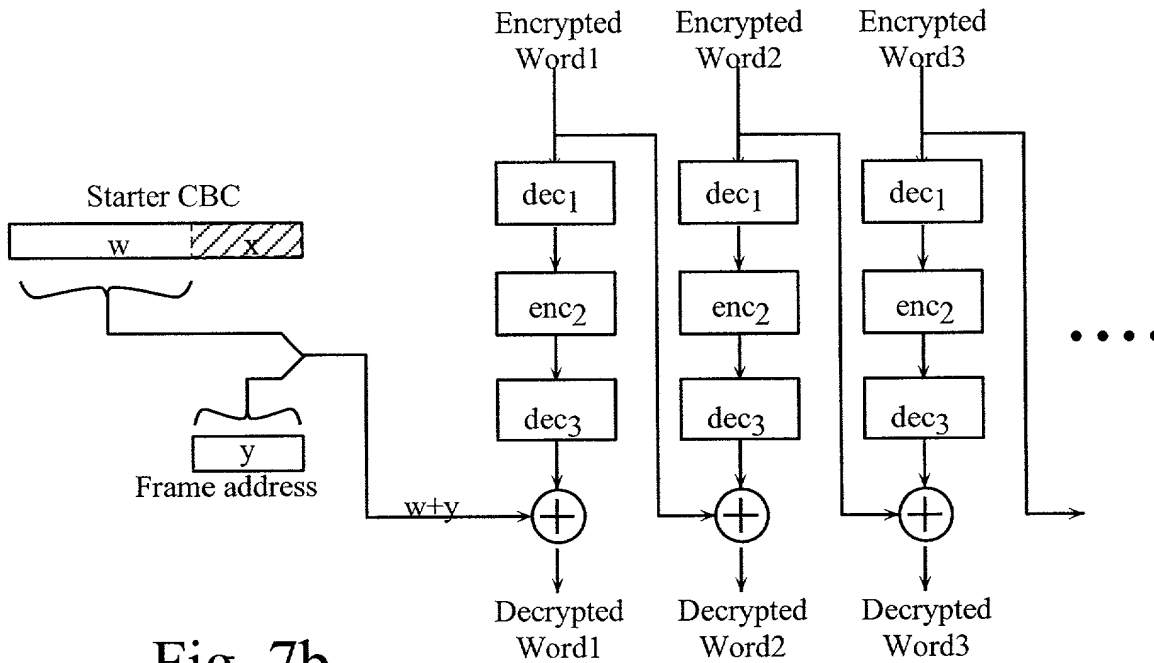 Encrypted Word1
Encrypted Word2
Encrypted Word3
Starter CBC
w
x
y
Frame address
w+y
dec1
dec1
dec1
enc2
enc2
enc2
dec3
dec3
dec3
Decrypted Word1
Decrypted Word2
Decrypted Word3
Fig. 7b